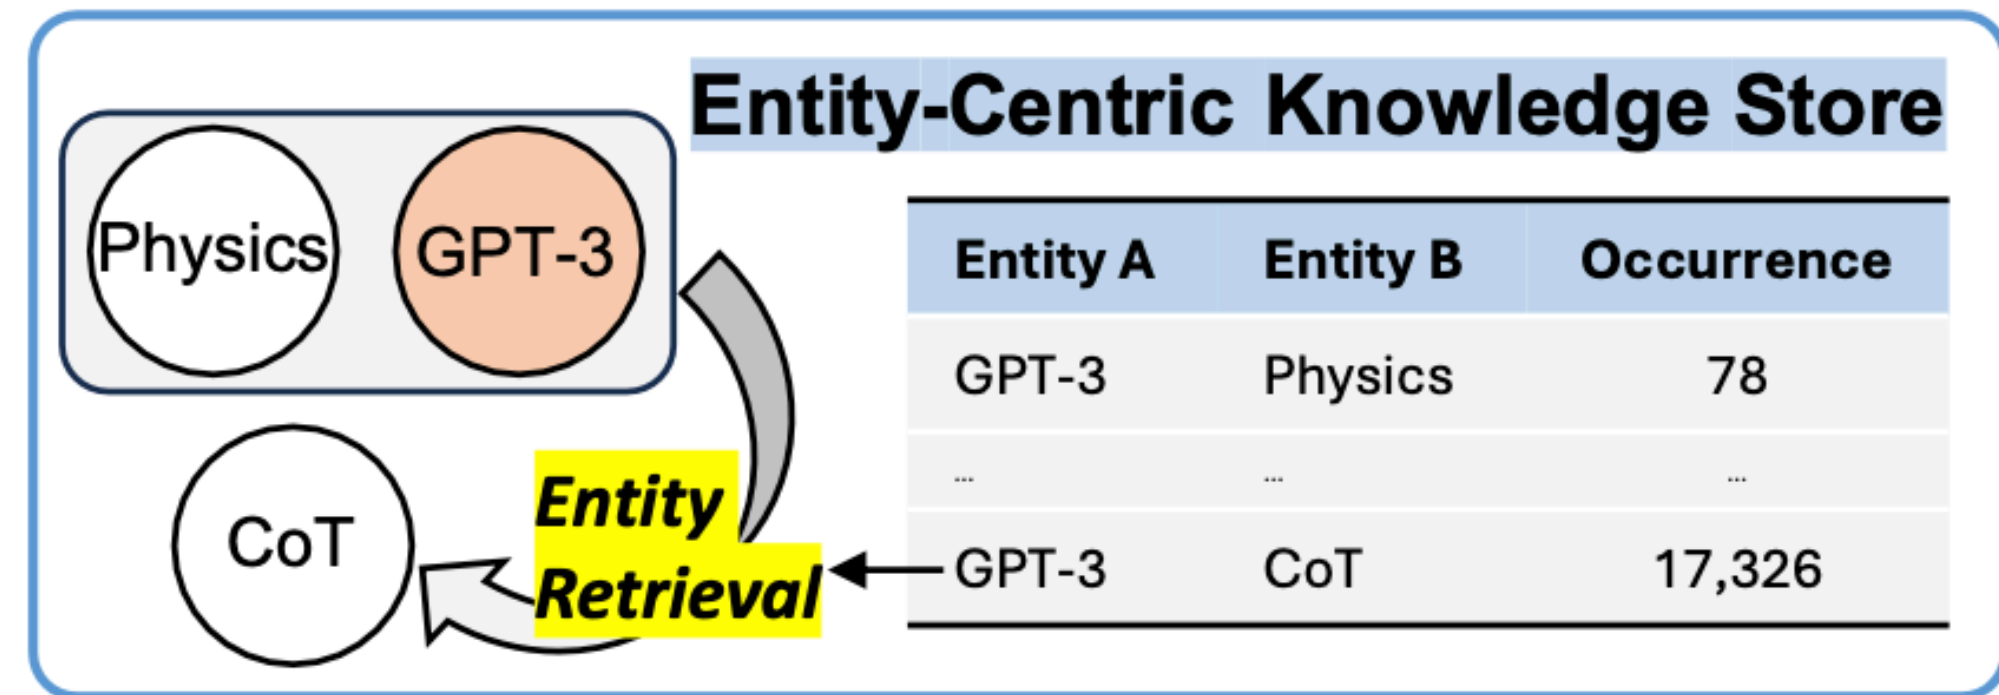 Entity-Centric Knowledge Store
Physics
GPT-3
CoT
Entity
Retrieval
Entity A Entity B Occurrence
GPT-3 Physics 78
... ... ...
GPT-3 CoT 17,326